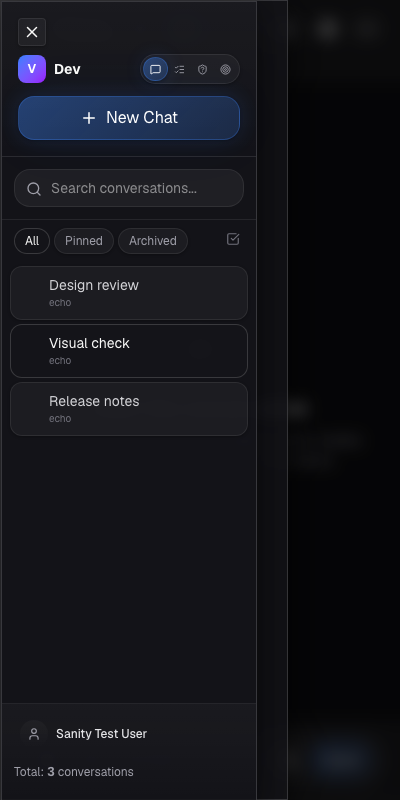 V Dev
+ New Chat
Search conversations...
All Pinned Archived
Design review
echo
Visual check
echo
Release notes
echo
Sanity Test User
Total: 3 conversations